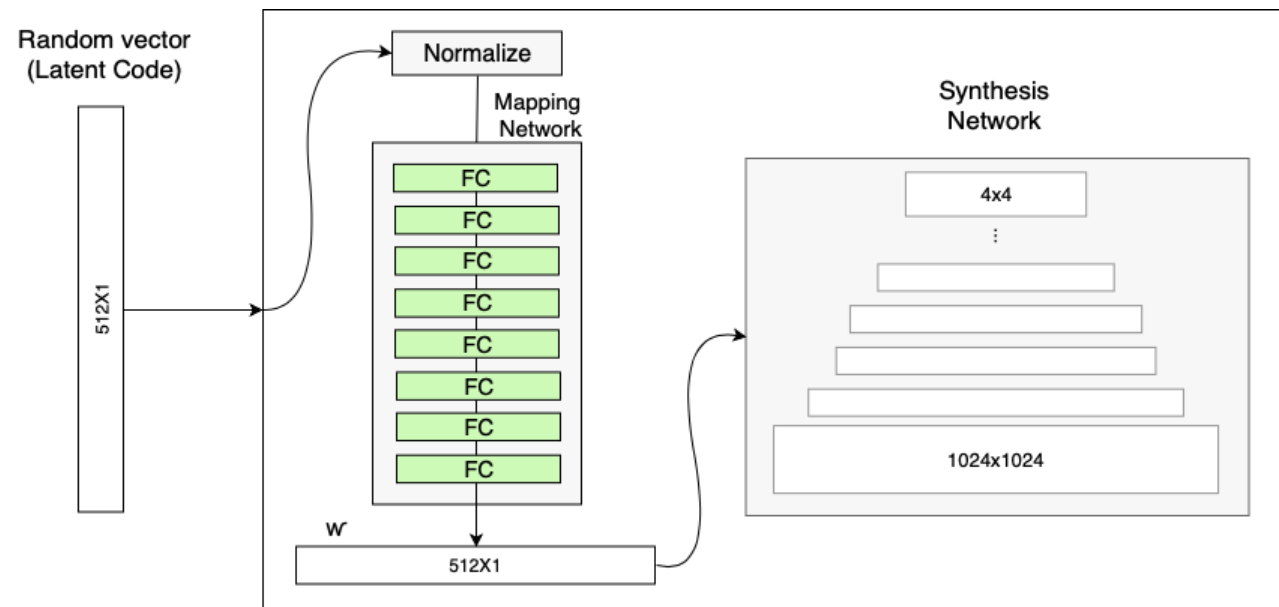 Random vector
(Latent Code)
512X1
Normalize
Mapping
Network
FC
FC
FC
FC
FC
FC
FC
FC
w
512X1
Synthesis
Network
4x4
⋮
1024x1024